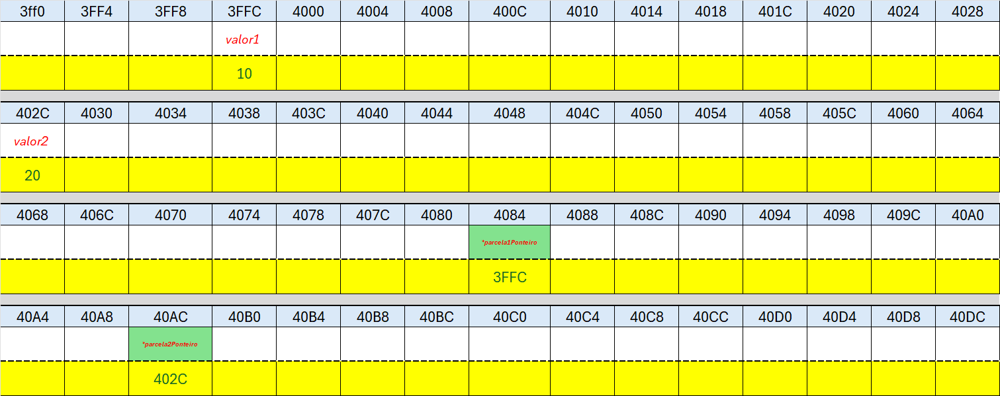 3ff0 3FF4 3FF8 3FFC 4000 4004 4008 400C 4010 4014 4018 401C 4020 4024 4028
valor1
10
402C 4030 4034 4038 403C 4040 4044 4048 404C 4050 4054 4058 405C 4060 4064
valor2
20
4068 406C 4070 4074 4078 407C 4080 4084 4088 408C 4090 4094 4098 409C 40A0
*parcela1Ponteiro
3FFC
40A4 40A8 40AC 40B0 40B4 40B8 40BC 40C0 40C4 40C8 40CC 40D0 40D4 40D8 40DC
*parcela2Ponteiro
402C